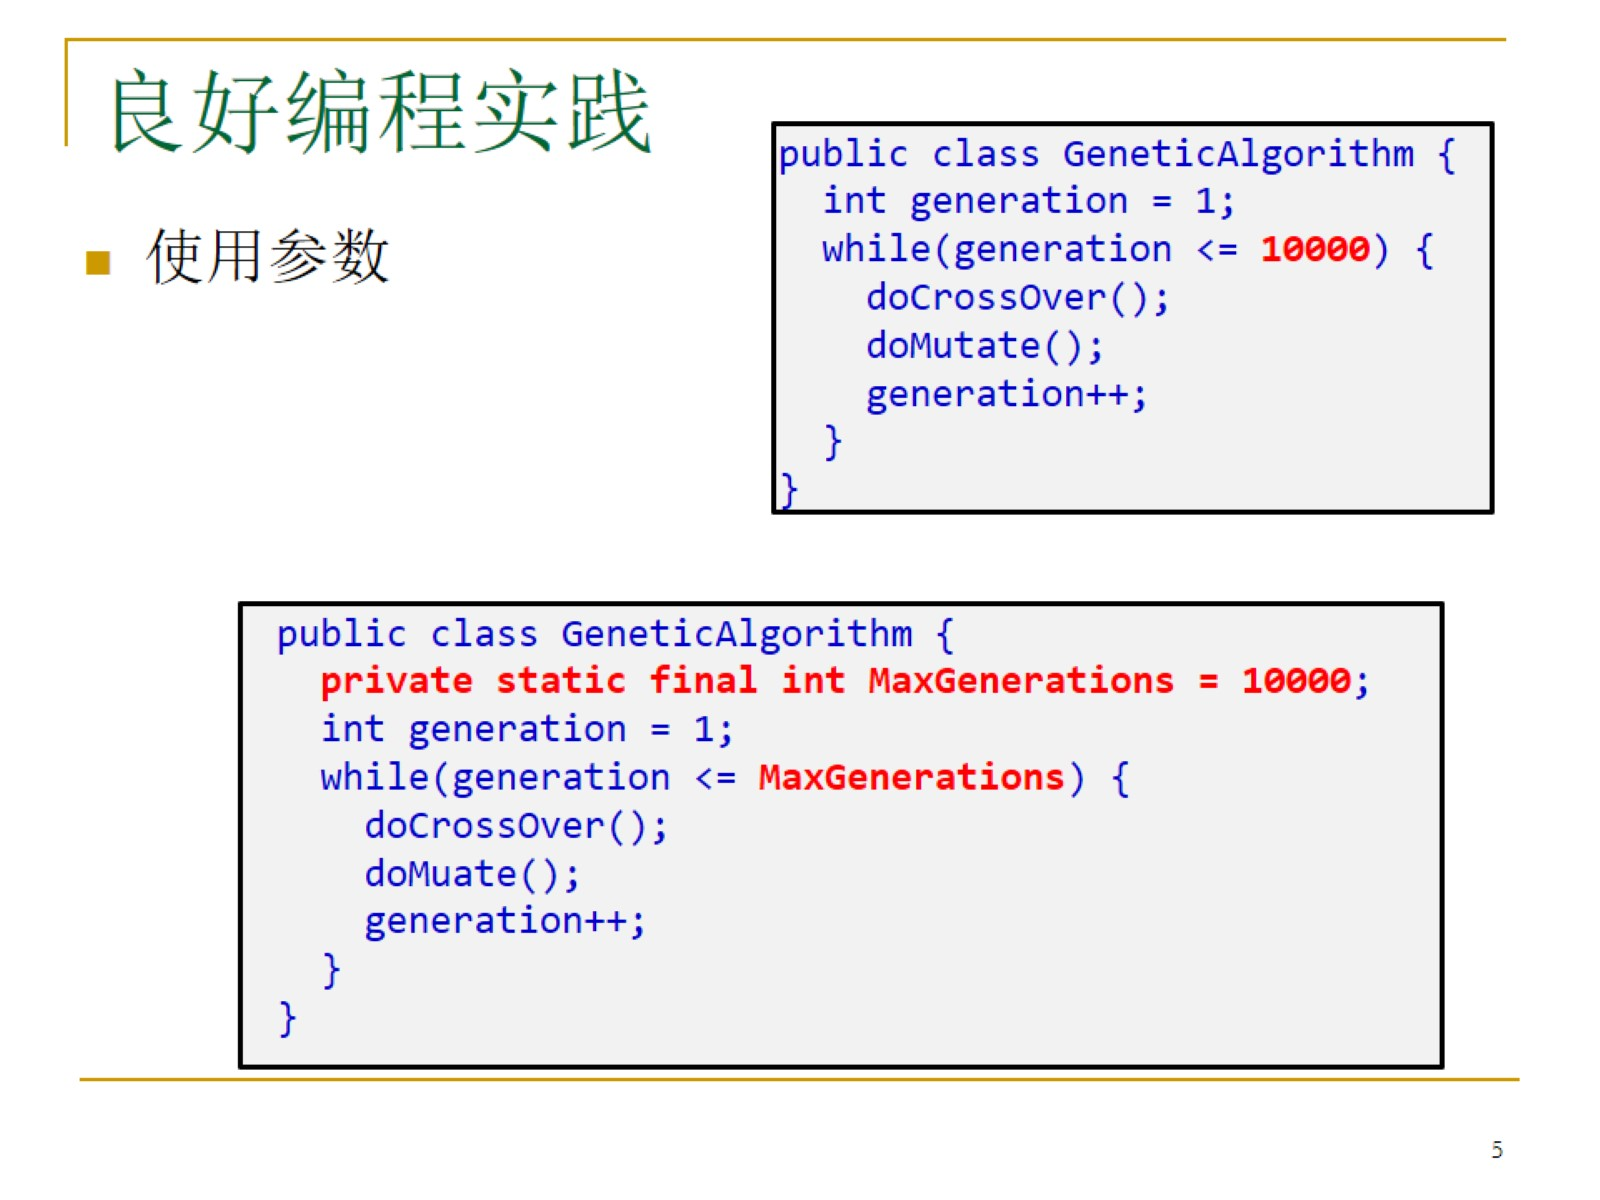 良好编程实践
使用参数
public class GeneticAlgorithm {
  int generation = 1;
  while(generation <= 10000) {
    doCrossOver();
    doMutate();
    generation++;
  }
}
public class GeneticAlgorithm {
  private static final int MaxGenerations = 10000;
  int generation = 1;
  while(generation <= MaxGenerations) {
    doCrossOver();
    doMuate();
    generation++;
  }
}
5